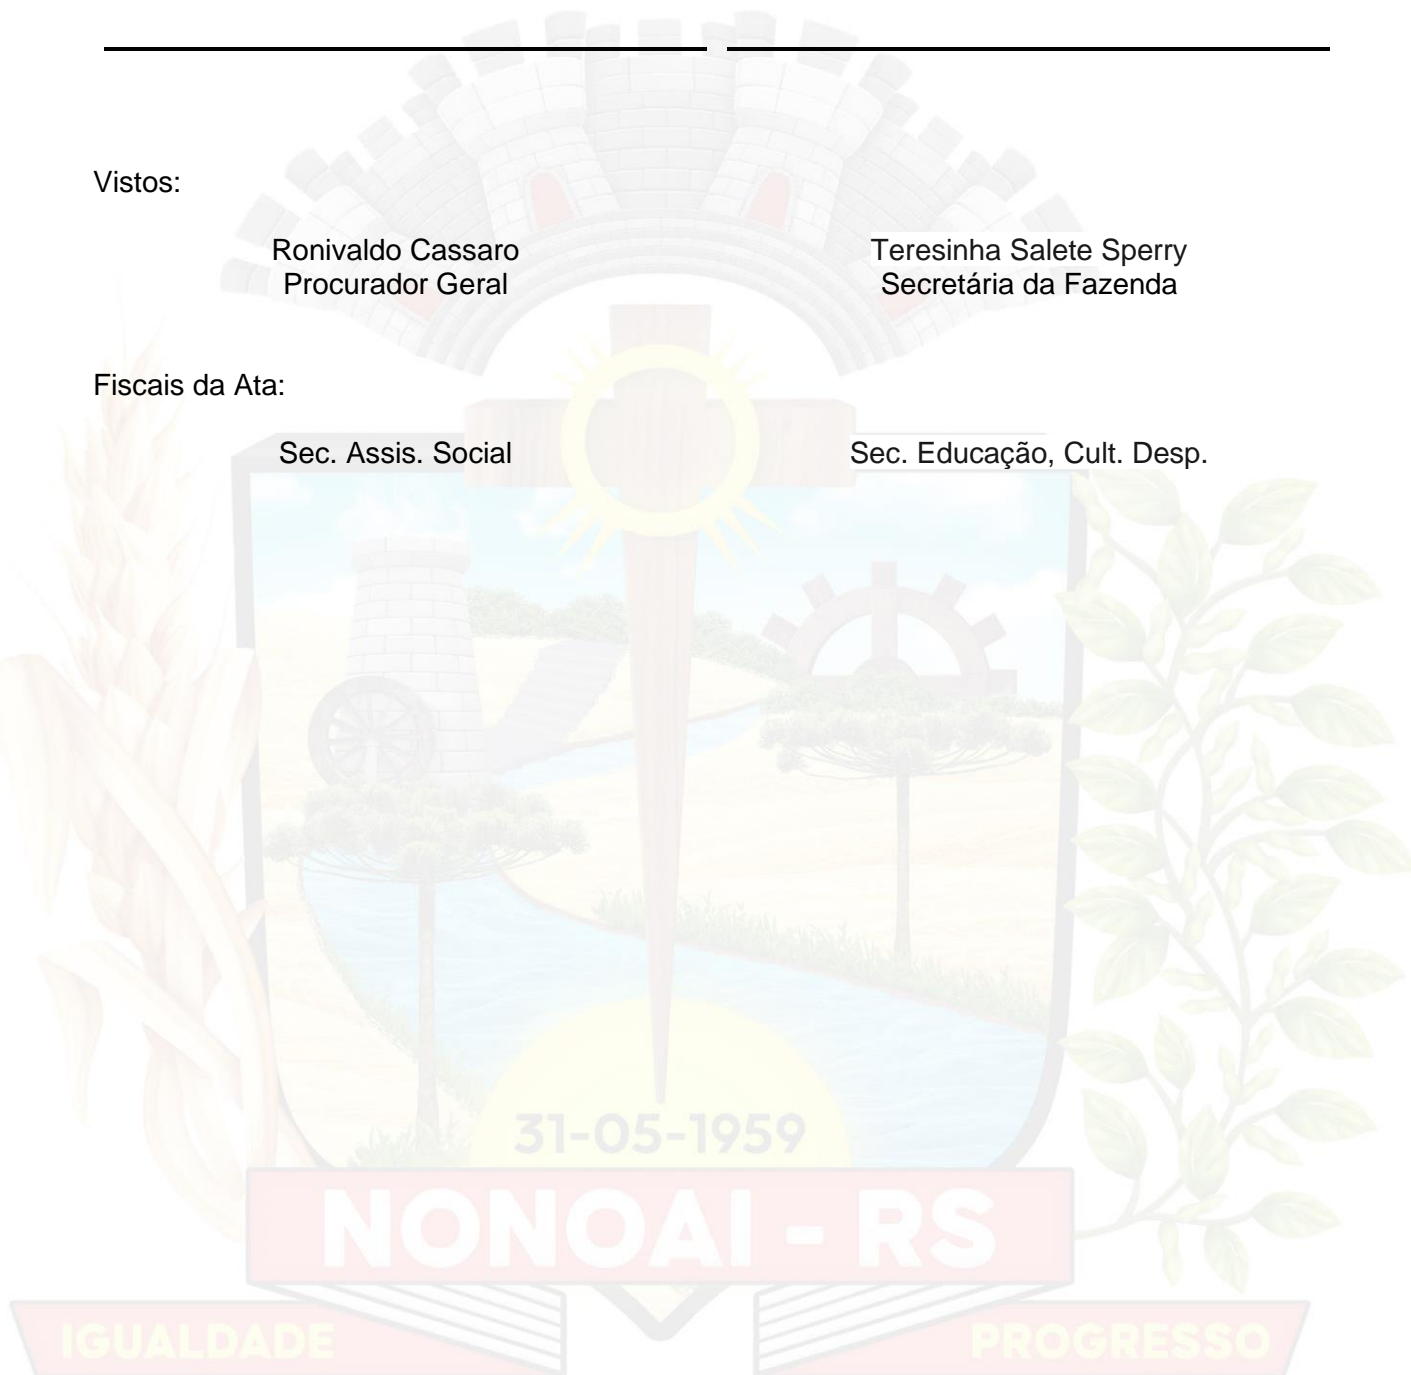 Vistos:
Ronivaldo Cassaro
Procurador Geral
Teresinha Salete Sperry
Secretária da Fazenda
Fiscais da Ata:
Sec. Assis. Social
Sec. Educação, Cult. Desp.
31-05-1959
NONOAI - RS
IGUALDADE
PROGRESSO